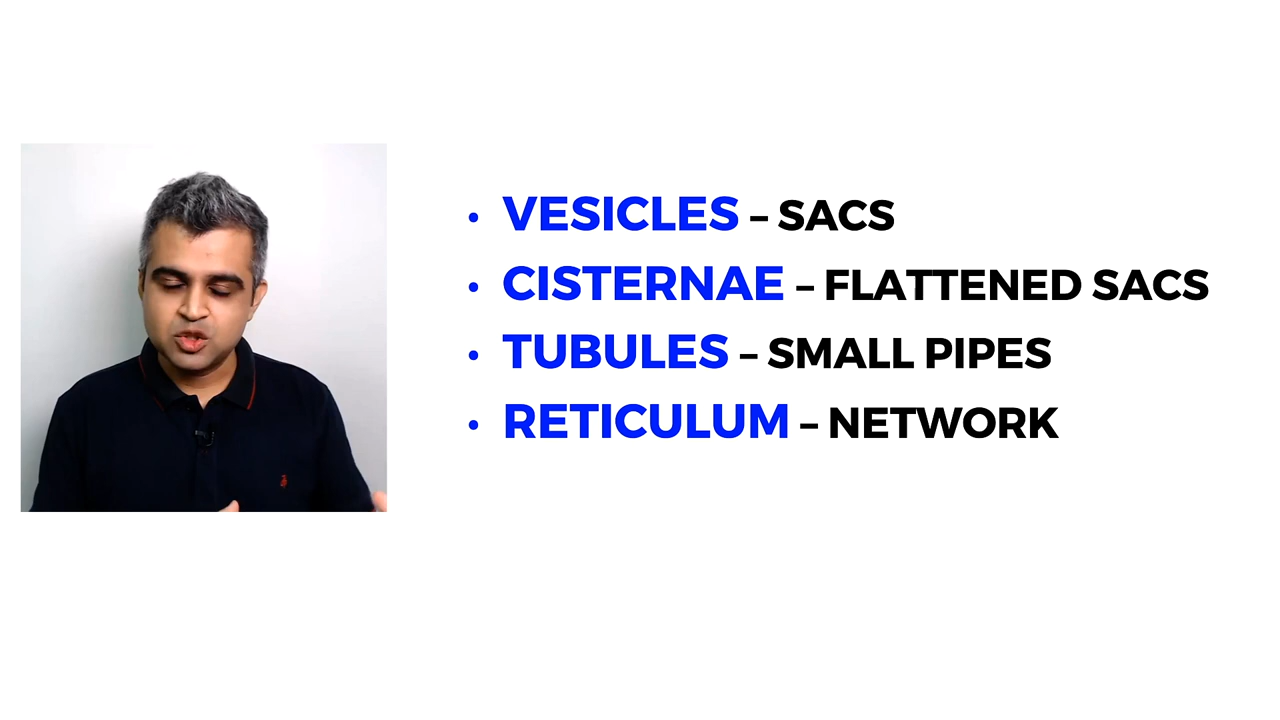 • VESICLES – SACS
• CISTERNAE – FLATTENED SACS
• TUBULES – SMALL PIPES
• RETICULUM – NETWORK